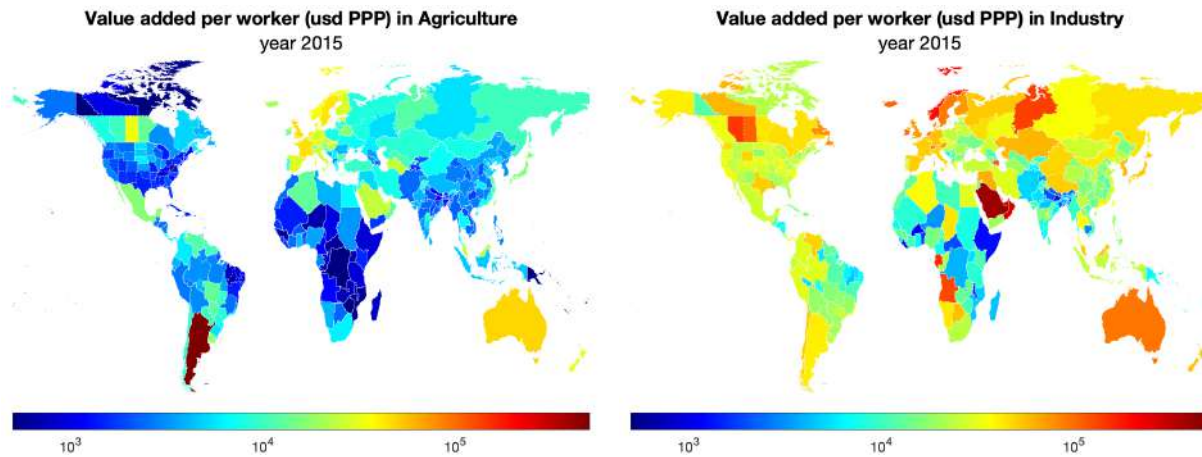 Value added per worker (usd PPP) in Agriculture
year 2015
10³
10⁴
10⁵
Value added per worker (usd PPP) in Industry
year 2015
10³
10⁴
10⁵